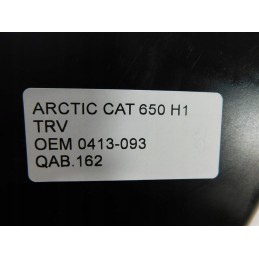 ARCTIC CAT 650 H1
TRV
OEM 0413-093
QAB.162